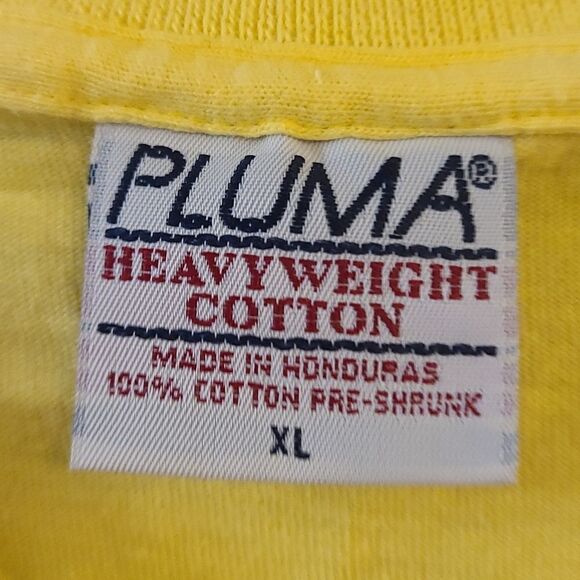 PLUMA®
HEAVYWEIGHT
COTTON
MADE IN HONDURAS
100% COTTON PRE-SHRUNK
XL